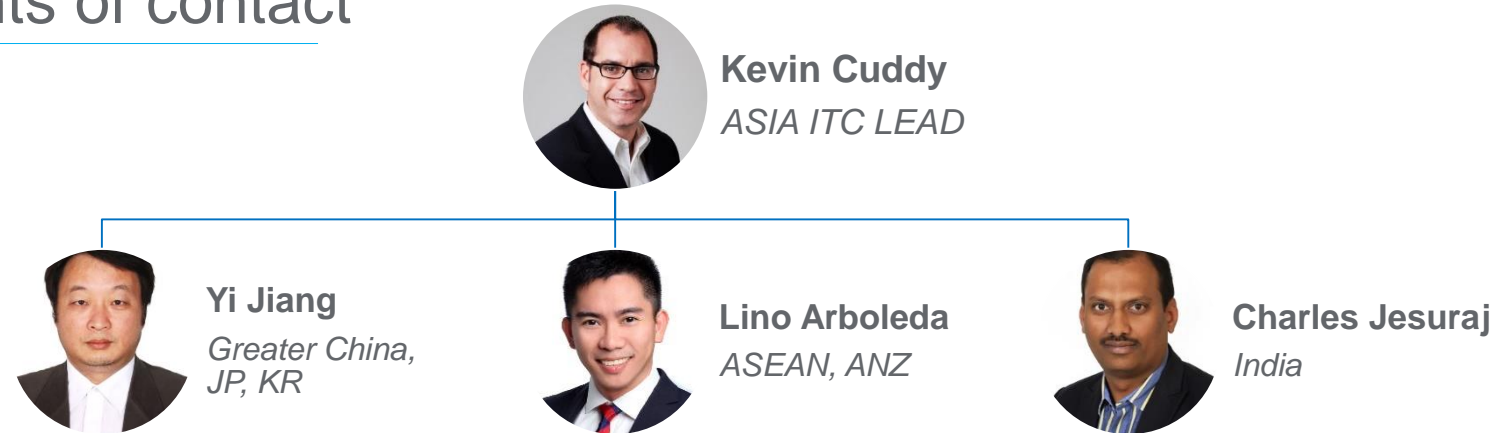 of contact
Kevin Cuddy
ASIA ITC LEAD
Yi Jiang
Greater China,
JP, KR
Lino Arboleda
ASEAN, ANZ
Charles Jesuraj
India